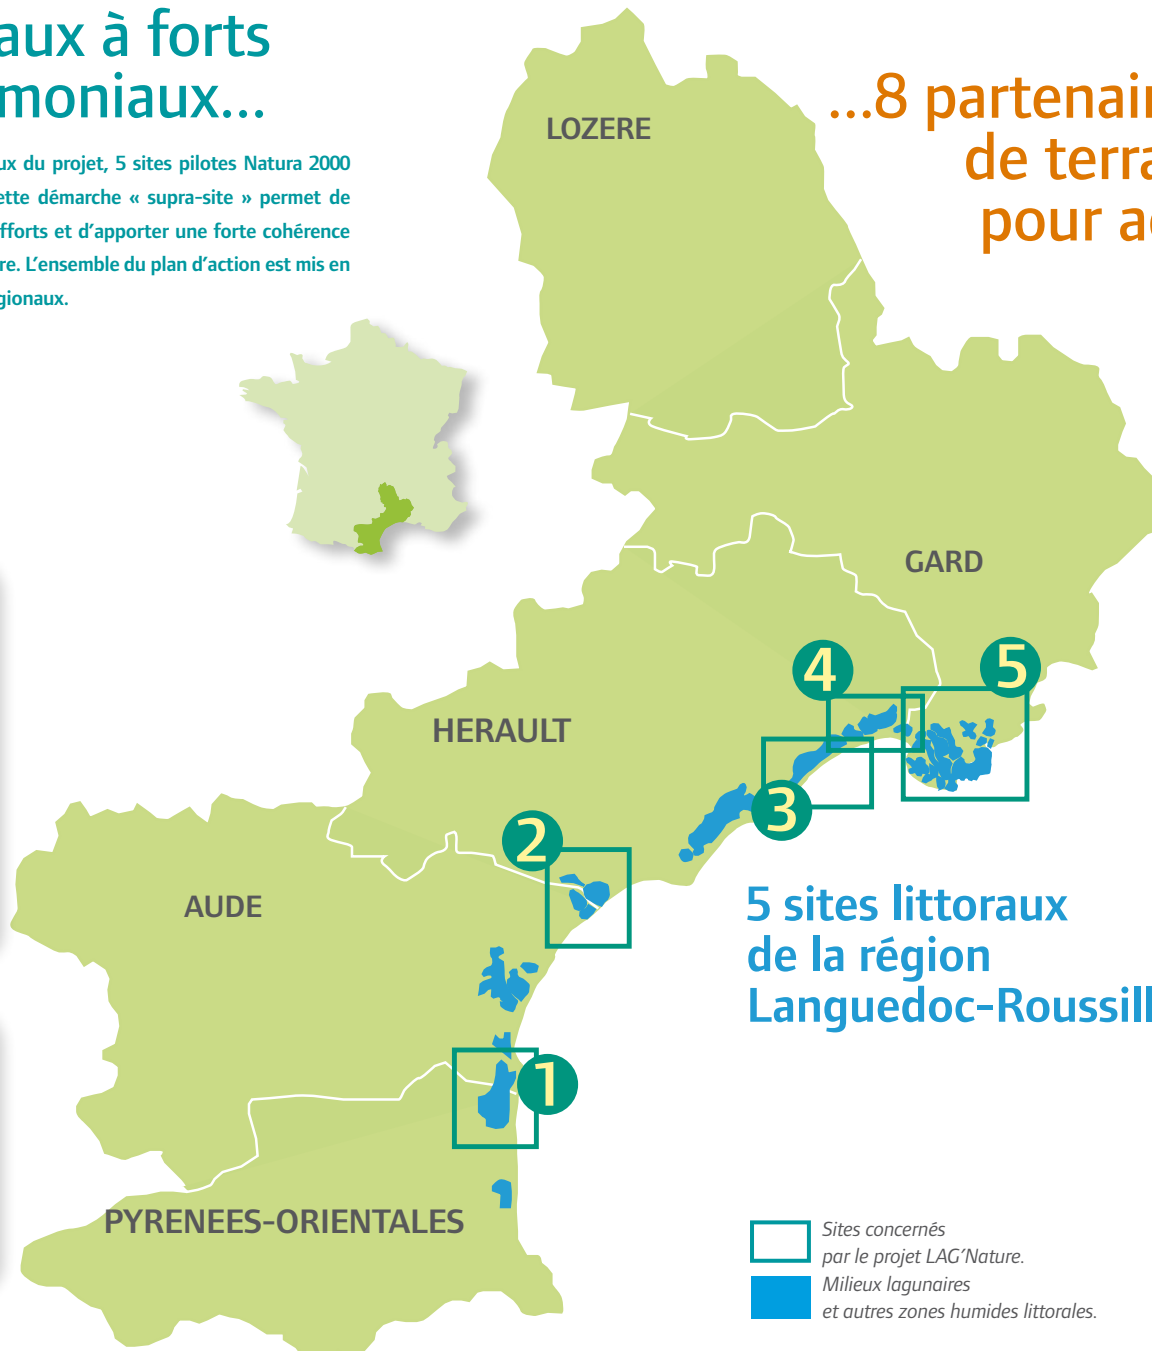 aux à forts
moniaux...
ux du projet, 5 sites pilotes Natura 2000
ette démarche « supra-site » permet de
fforts et d'apporter une forte cohérence
re. L'ensemble du plan d'action est mis en
gionaux.
...8 partenair
de terra
pour a
LOZERE
GARD
4
5
HERAULT
3
2
AUDE
5 sites littoraux
de la région
Languedoc-Roussill
1
PYRENEES-ORIENTALES
Sites concernés
par le projet LAG'Nature.
Milieux lagunaires
et autres zones humides littorales.